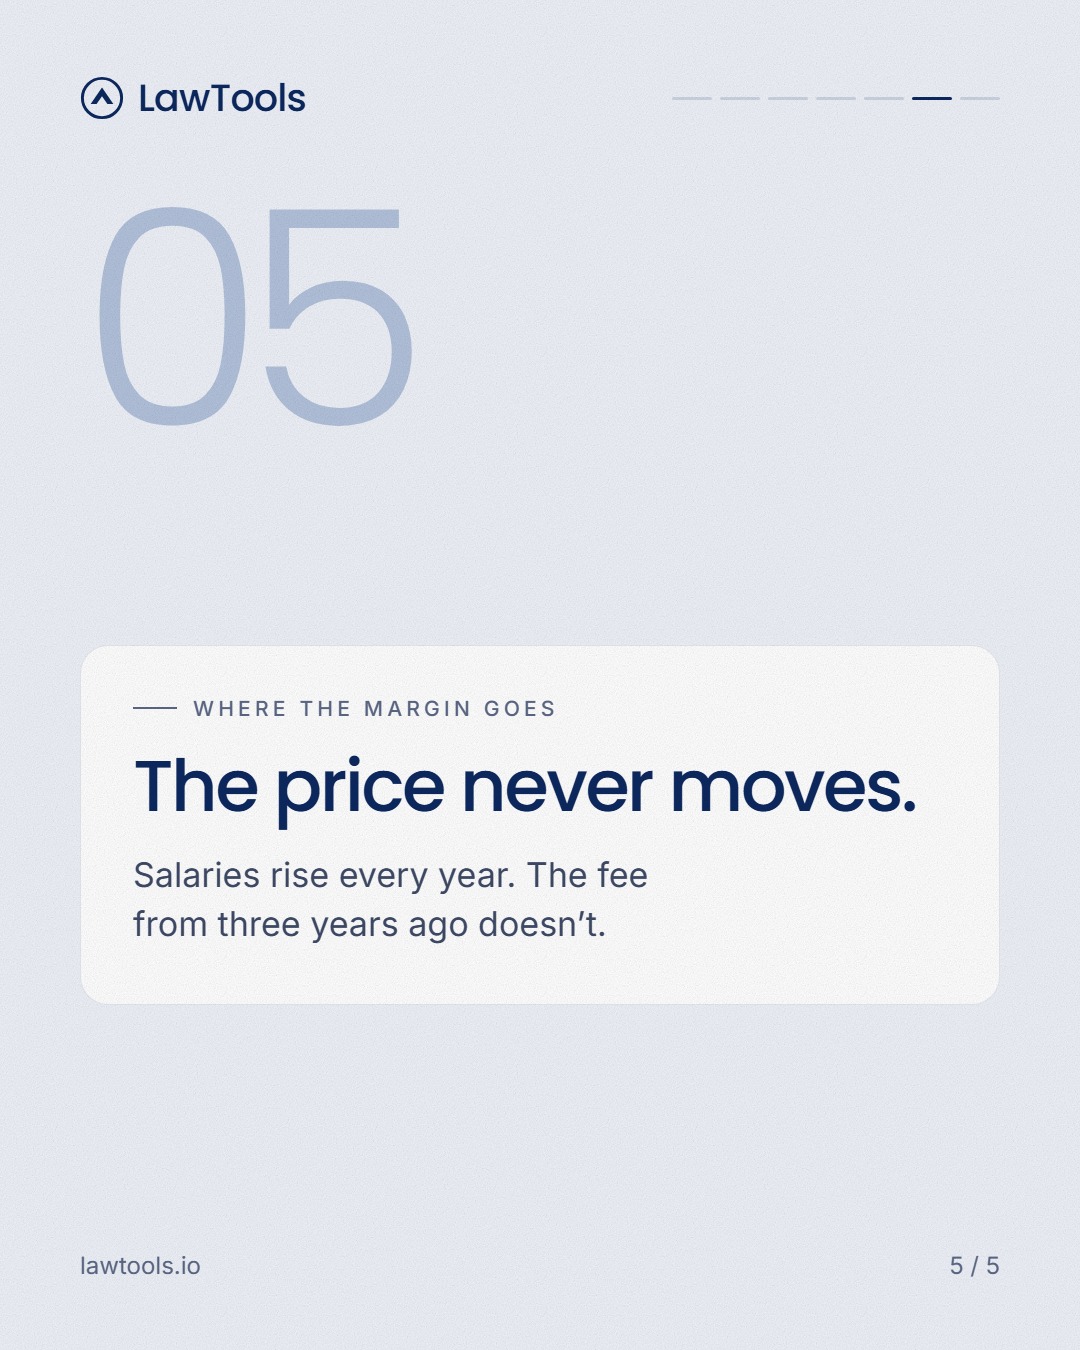 LawTools
05
WHERE THE MARGIN GOES
The price never moves.
Salaries rise every year. The fee
from three years ago doesn’t.
lawtools.io
5 / 5